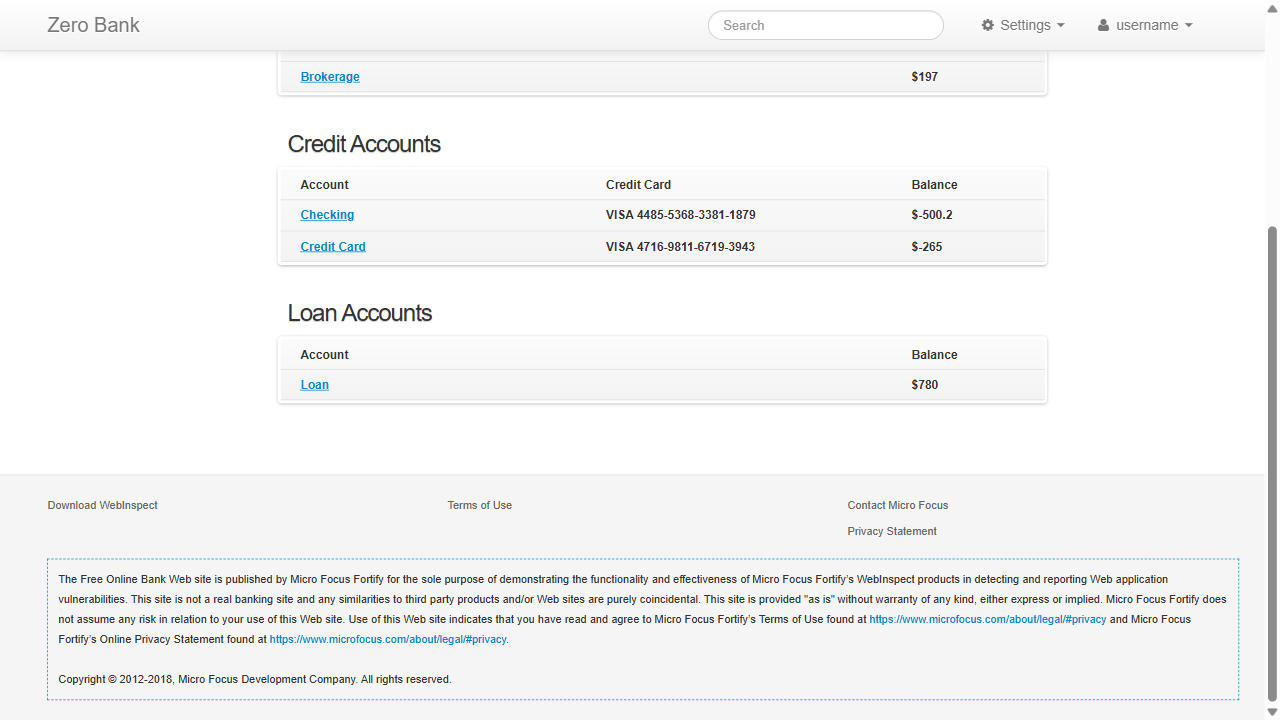 Zero Bank
Search
Settings
username
Brokerage $197
Credit Accounts
Account Credit Card Balance
Checking VISA 4485-5368-3381-1879 $-500.2
Credit Card VISA 4716-9811-6719-3943 $-265
Loan Accounts
Account Balance
Loan $780
Download WebInspect
Terms of Use
Contact Micro Focus
Privacy Statement
The Free Online Bank Web site is published by Micro Focus Fortify for the sole purpose of demonstrating the functionality and effectiveness of Micro Focus Fortify's WebInspect products in detecting and reporting Web application
vulnerabilities. This site is not a real banking site and any similarities to third party products and/or Web sites are purely coincidental. This site is provided "as is" without warranty of any kind, either express or implied. Micro Focus Fortify does
not assume any risk in relation to your use of this Web site. Use of this Web site indicates that you have read and agree to Micro Focus Fortify's Terms of Use found at https://www.microfocus.com/about/legal/#privacy and Micro Focus
Fortify's Online Privacy Statement found at https://www.microfocus.com/about/legal/#privacy.
Copyright © 2012-2018, Micro Focus Development Company. All rights reserved.